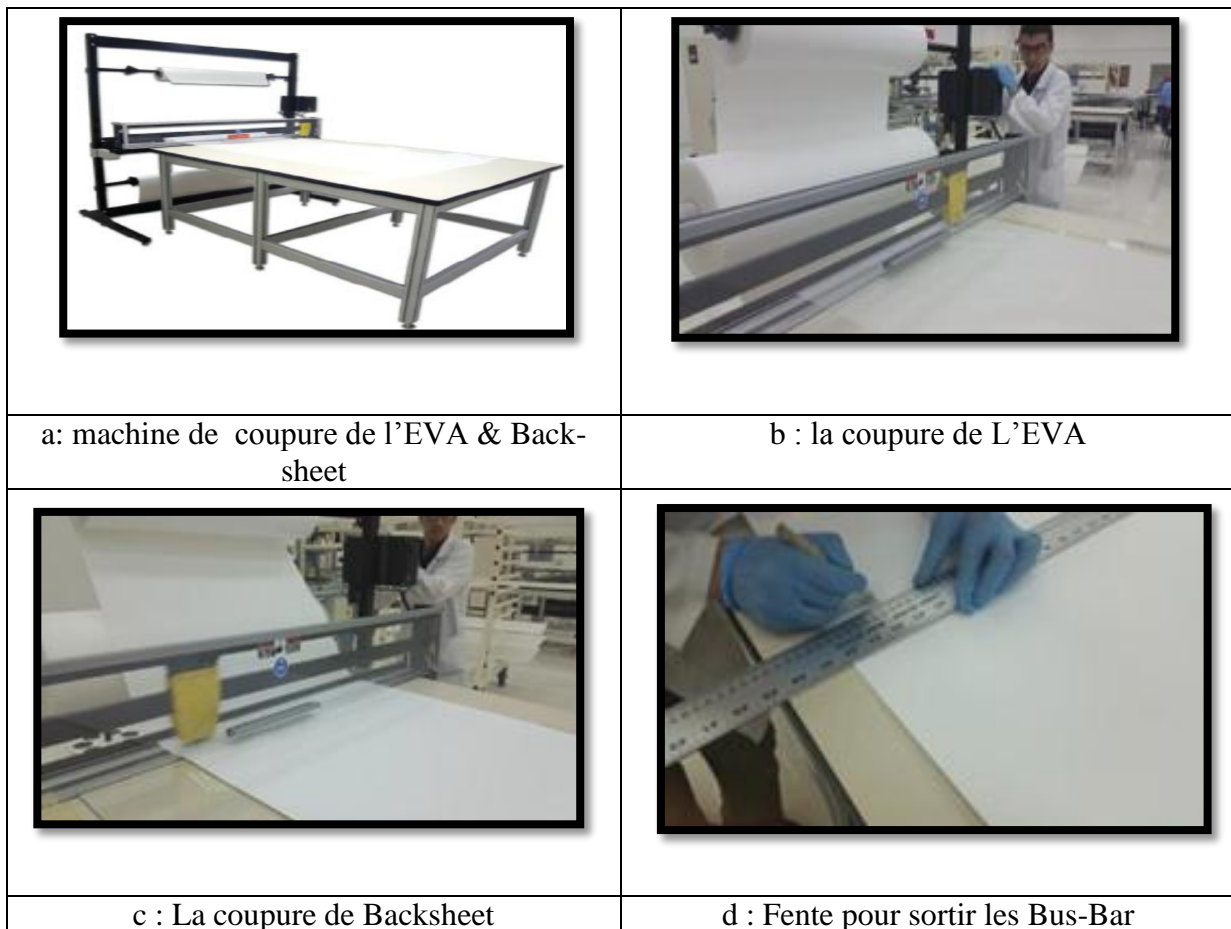 a: machine de coupure de l’EVA & Back-
sheet
b : la coupure de L’EVA
c : La coupure de Backsheet
d : Fente pour sortir les Bus-Bar